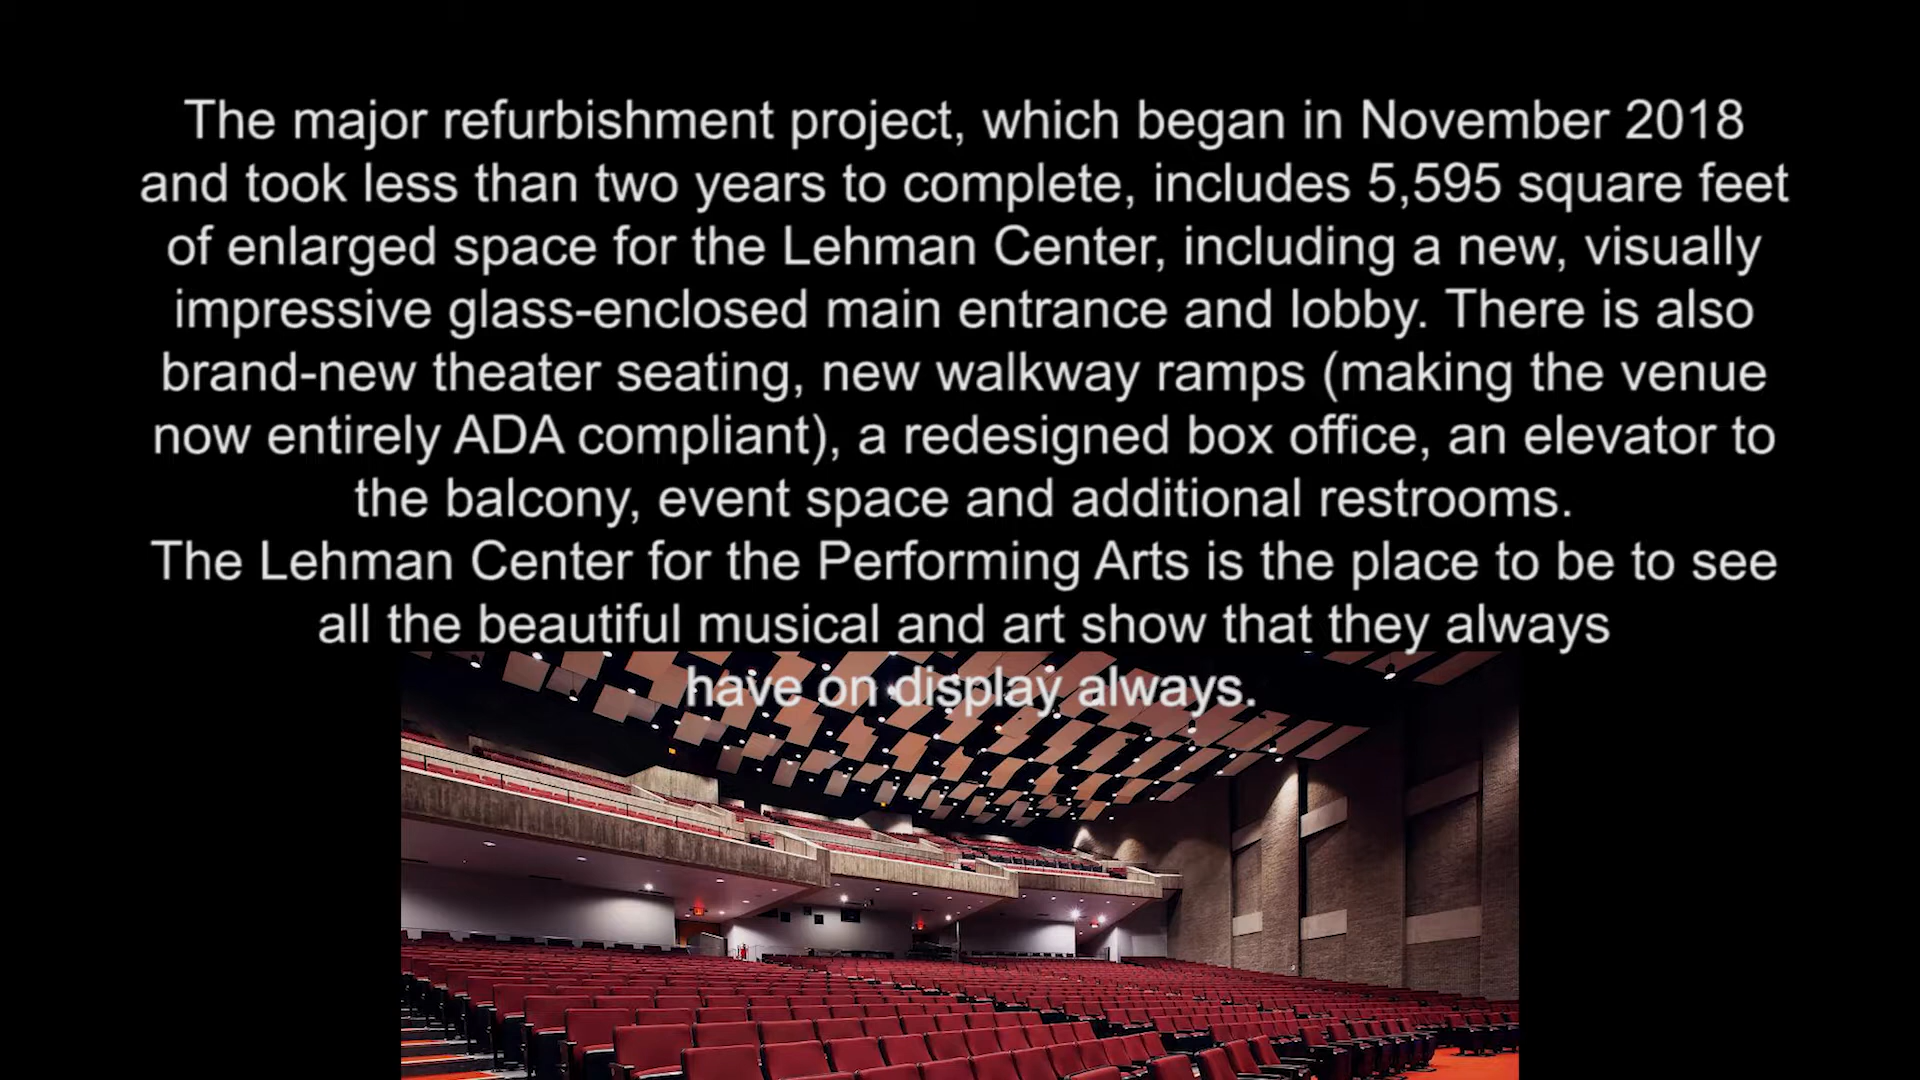 The major refurbishment project, which began in November 2018
and took less than two years to complete, includes 5,595 square feet
of enlarged space for the Lehman Center, including a new, visually
impressive glass-enclosed main entrance and lobby. There is also
brand-new theater seating, new walkway ramps (making the venue
now entirely ADA compliant), a redesigned box office, an elevator to
the balcony, event space and additional restrooms.
The Lehman Center for the Performing Arts is the place to be to see
all the beautiful musical and art show that they always
have on display always.